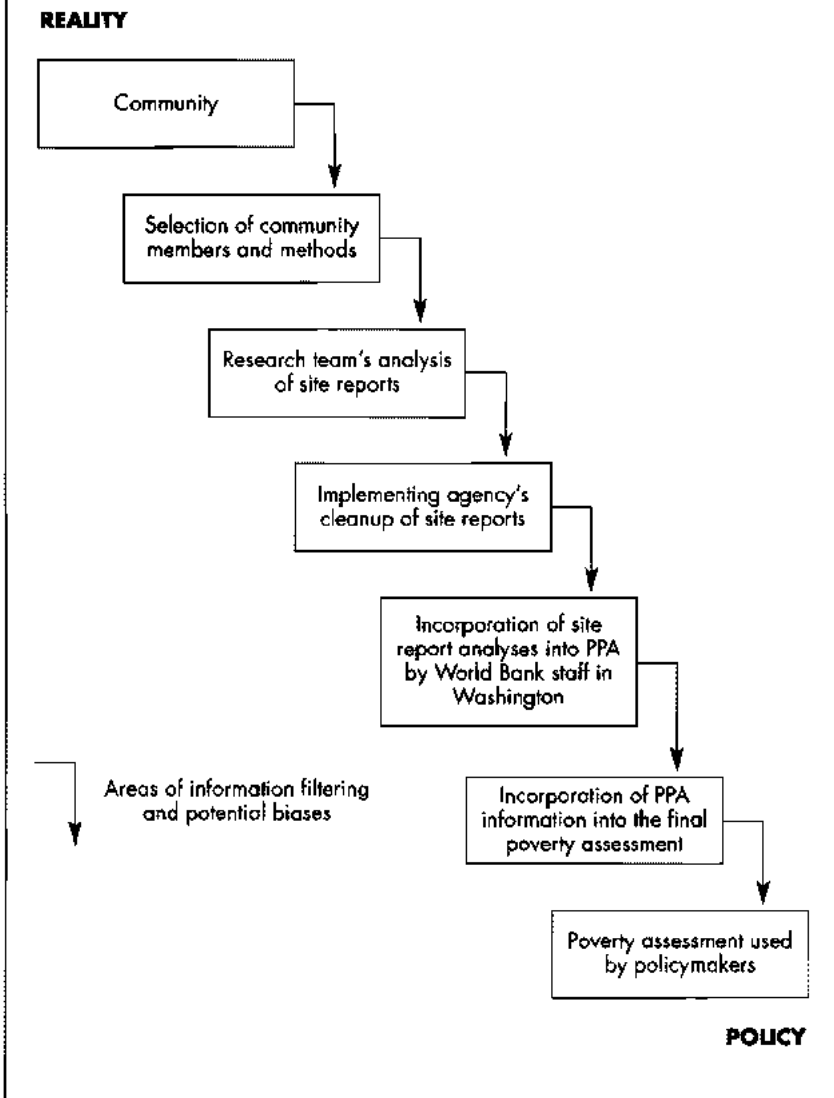 REALITY
Community
Selection of community
members and methods
Research team's analysis
of site reports
Implementing agency's
cleanup of site reports
Incorporation of site
report analyses into PPA
by World Bank staff in
Washington
Areas of information filtering
and potential biases
Incorporation of PPA
information into the final
poverty assessment
Poverty assessment used
by policymakers
POLICY